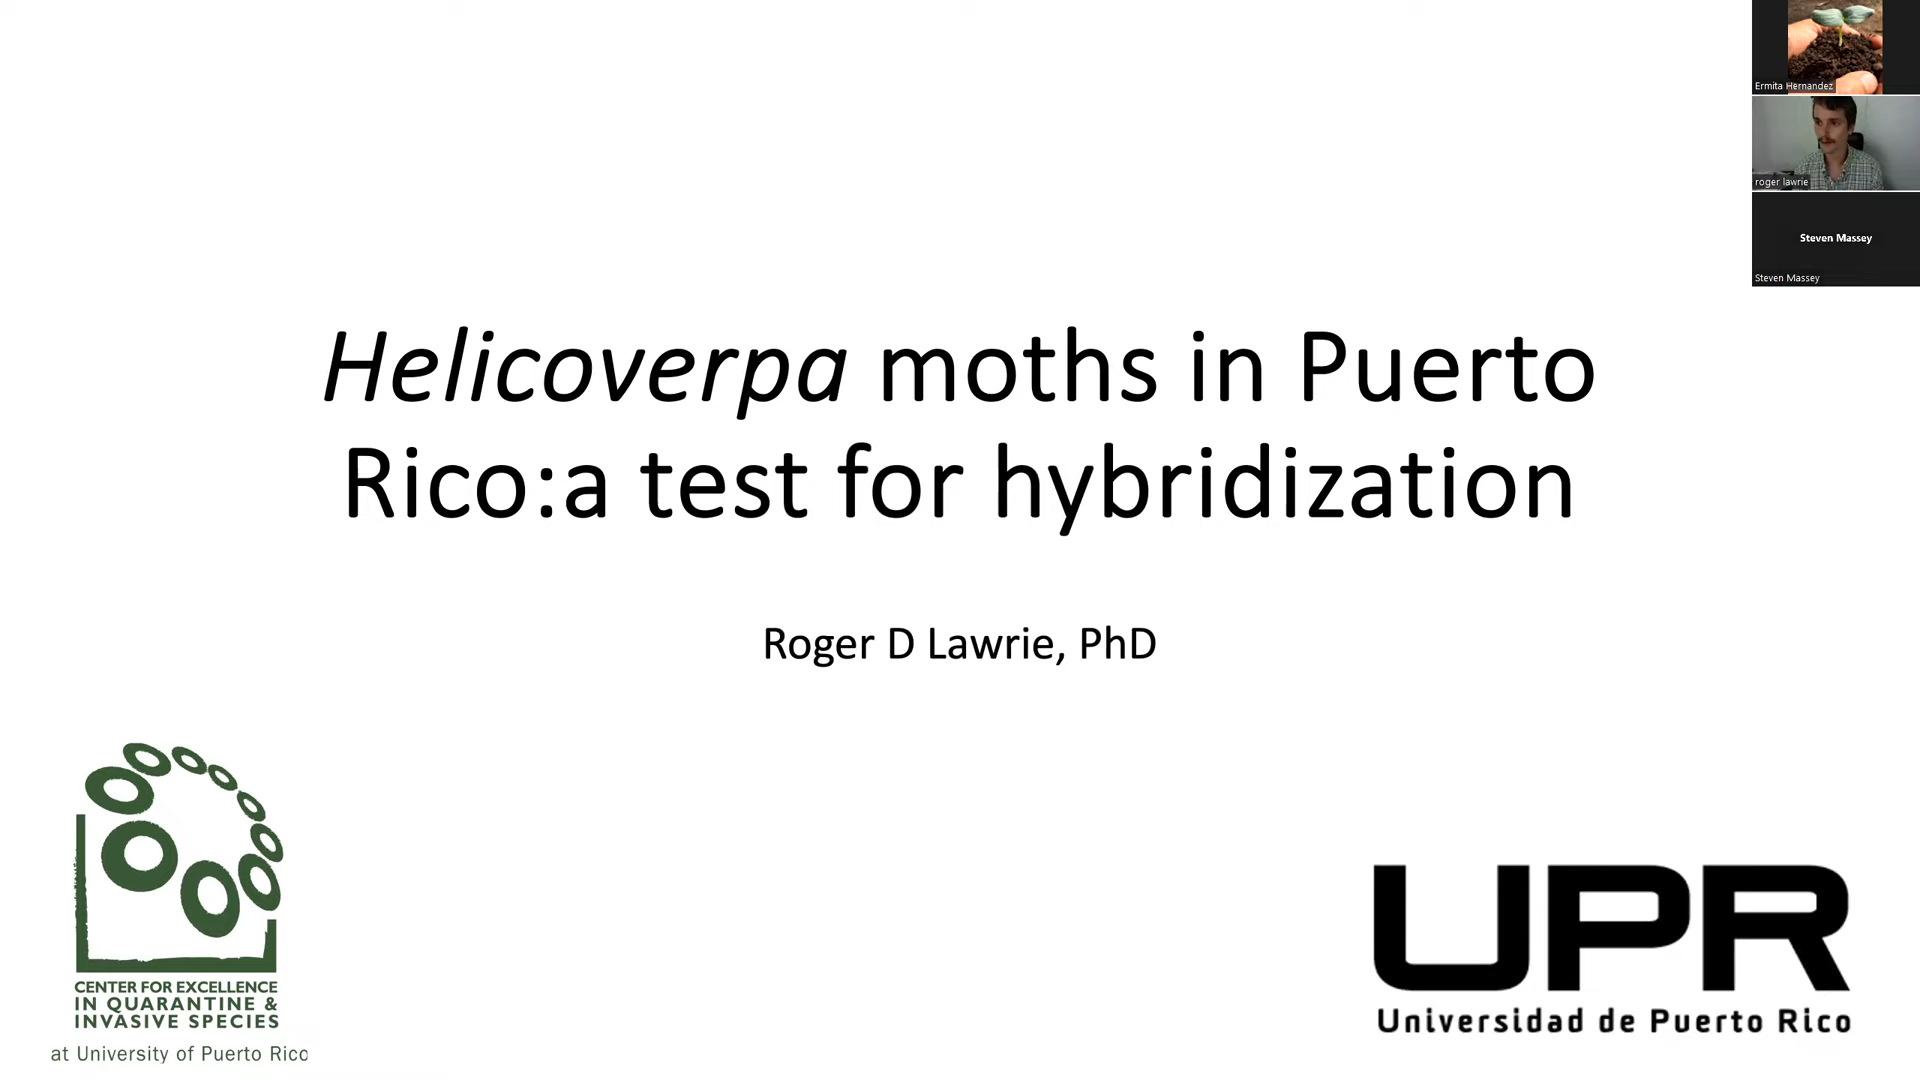 Ermita Hernandez
roger lawrie
Steven Massey
Steven Massey
Helicoverpa moths in Puerto
Rico:a test for hybridization
Roger D Lawrie, PhD
CENTER FOR EXCELLENCE
IN QUARANTINE &
INVASIVE SPECIES
at University of Puerto Rico
UPR
Universidad de Puerto Rico